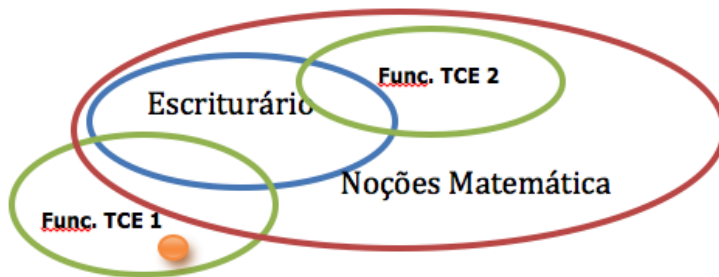 Func. TCE 2
Escriturário
Noções Matemática
Func. TCE 1